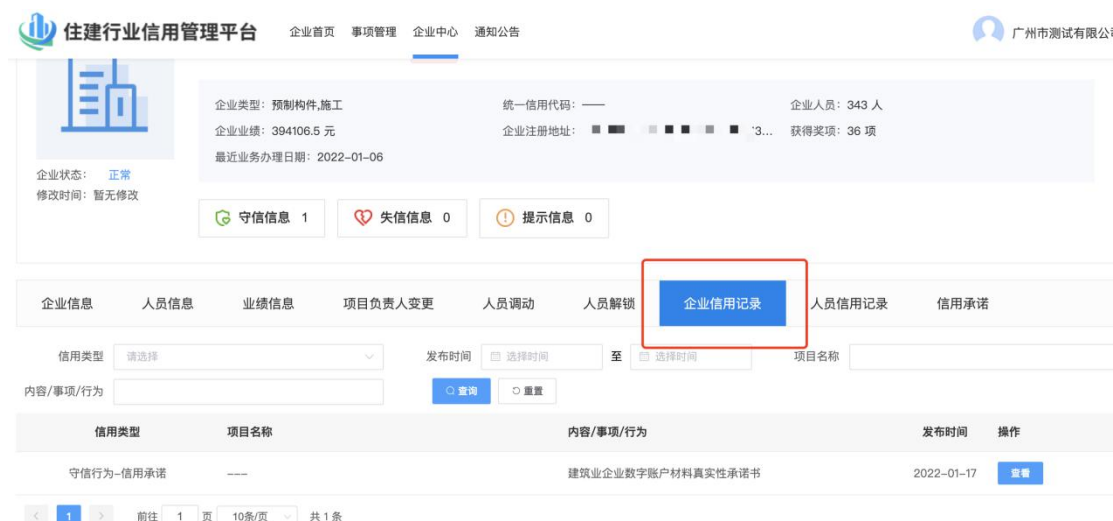 住建行业信用管理平台 企业首页 事项管理 企业中心 通知公告 广州市测试有限公
企业类型：预制构件,施工 统一信用代码：—— 企业人员：343 人
企业业绩：394106.5 元 企业注册地址： 3... 获得奖项：36 项
最近业务办理日期：2022-01-06
企业状态： 正常
修改时间：暂无修改
守信信息 1 失信信息 0 提示信息 0
企业信息 人员信息 业绩信息 项目负责人变更 人员调动 人员解锁 企业信用记录 人员信用记录 信用承诺
信用类型 请选择 发布时间 选择时间 至 选择时间 项目名称
内容/事项/行为 查询 重置
信用类型 项目名称 内容/事项/行为 发布时间 操作
守信行为-信用承诺 --- 建筑业企业数字账户材料真实性承诺书 2022-01-17 查看
< 1 > 前往 1 页 10条/页 共 1 条